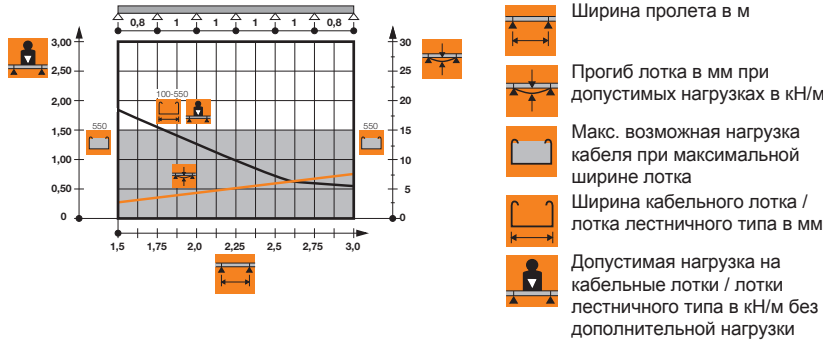 0,8 1 1 1 1 0,8
3,00 30
2,50 25
2,00 20
100-550
550 1,50 15 550
1,00 10
0,50 5
0 0
1,5 1,75 2,0 2,25 2,5 2,75 3,0
Ширина пролета в м
Прогиб лотка в мм при
допустимых нагрузках в кН/м
Макс. возможная нагрузка
кабеля при максимальной
ширине лотка
Ширина кабельного лотка /
лотка лестничного типа в мм
Допустимая нагрузка на
кабельные лотки / лотки
лестничного типа в кН/м без
дополнительной нагрузки